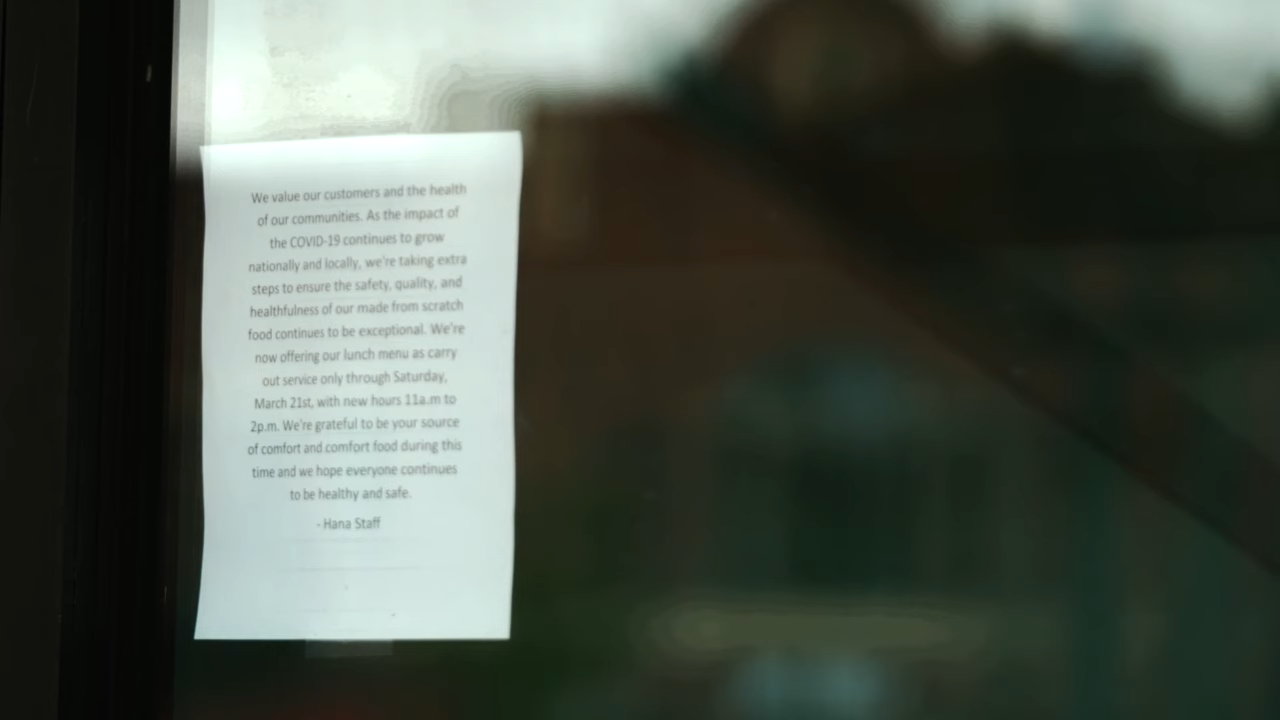 We value our customers and the health
of our communities. As the impact of
the COVID-19 continues to grow
nationally and locally, we're taking extra
steps to ensure the safety, quality, and
healthfulness of our made from scratch
food continues to be exceptional. We're
now offering our lunch menu as carry
out service only through Saturday,
March 21st, with new hours 11a.m to
2p.m. We're grateful to be your source
of comfort and comfort food during this
time and we hope everyone continues
to be healthy and safe.
- Hana Staff